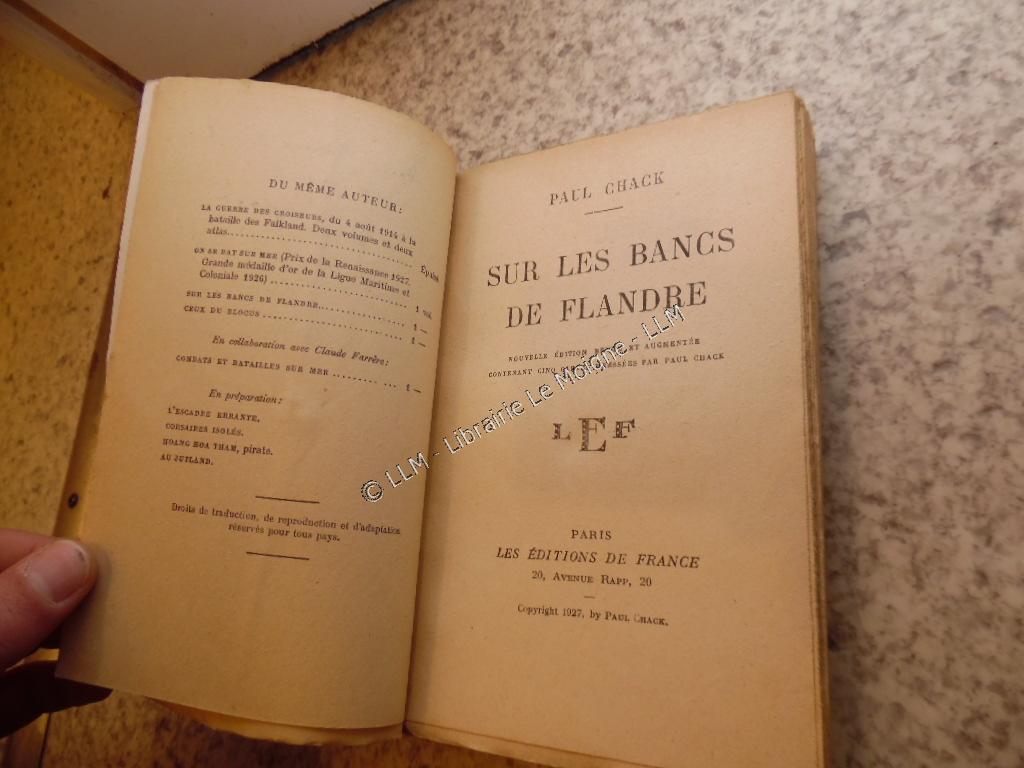 DU MÊME AUTEUR:
LA GUERRE DES CROISEURS, du 4 août 1914 à la
bataille des Falkland. Deux volumes et deux
atlas........................................ Épuisé.
ON SE BAT SUR MER (Prix de la Renaissance 1927.
Grande médaille d'or de la Ligue Maritime et
Coloniale 1926) ............................ 1 vol.
SUR LES BANCS DE FLANDRE.................... 1 —
CEUX DU BLOCUS ............................. 1 —
En collaboration avec Claude Farrère:
COMBATS ET BATAILLES SUR MER .......... ... 1 —
En préparation:
L'ESCADRE ERRANTE.
CORSAIRES ISOLÉS.
HOANG HOA THAM, pirate.
AU JUTLAND.
Droits de traduction, de reproduction et d'adaptation
réservés pour tous pays.
PAUL CHACK
SUR LES BANCS
DE FLANDRE
NOUVELLE ÉDITION ET AUGMENTÉE
CONTENANT CINQ PAR PAUL CHACK
LEF
PARIS
LES ÉDITIONS DE FRANCE
20, AVENUE RAPP, 20
Copyright 1927, by PAUL CHACK.
© LLM - Librairie Le Moigne - LLM